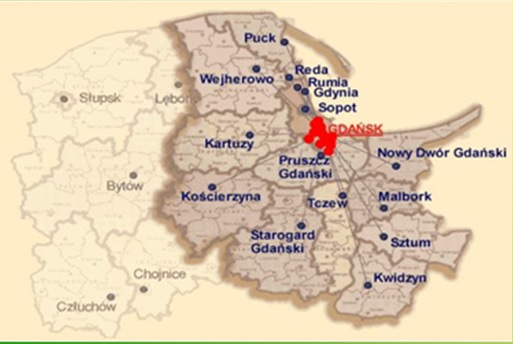 Puck
Reda
Wejherowo
Rumia
Gdynia
Słupsk
Lębor
Sopot
GDAŃSK
Kartuzy
Nowy Dwór Gdański
Pruszcz
Gdański
Bytów
Kościerzyna
Tczew
Malbork
Starogard
Gdański
Sztum
Chojnice
Kwidzyn
Człuchów